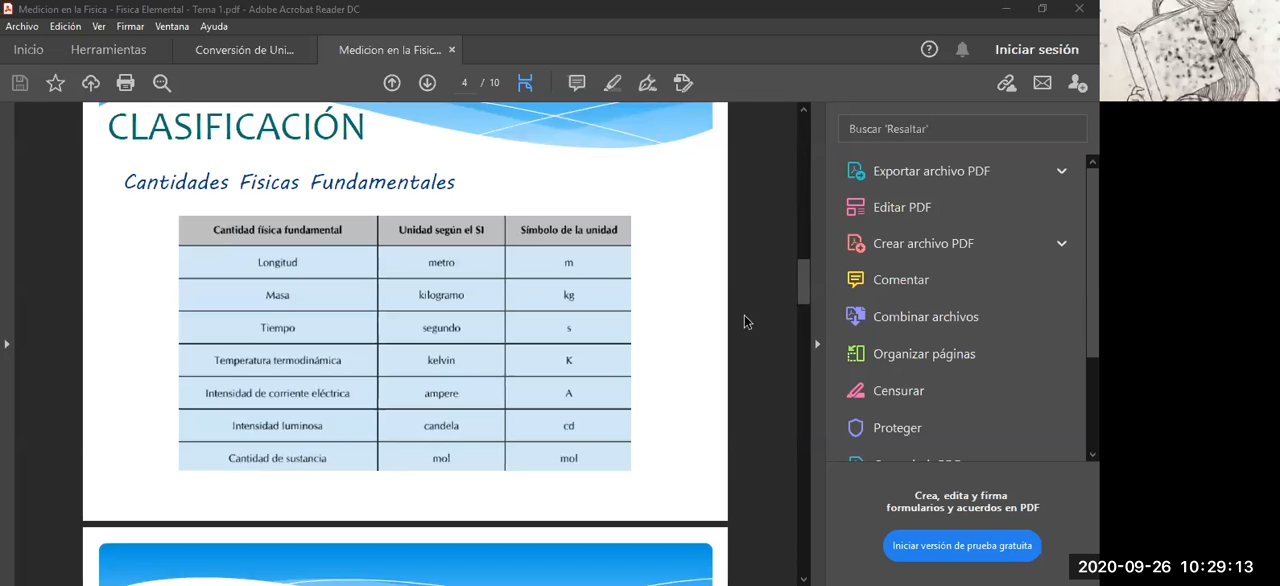 Medicion en la Fisica - Fisica Elemental - Tema 1.pdf - Adobe Acrobat Reader DC
Archivo Edición Ver Firmar Ventana Ayuda
Inicio Herramientas Conversión de Uni... Medicion en la Fisic... × Iniciar sesión
4 / 10
CLASIFICACIÓN
Cantidades Fisicas Fundamentales
Cantidad física fundamental Unidad según el SI Símbolo de la unidad
Longitud metro m
Masa kilogramo kg
Tiempo segundo s
Temperatura termodinámica kelvin K
Intensidad de corriente eléctrica ampere A
Intensidad luminosa candela cd
Cantidad de sustancia mol mol
Buscar 'Resaltar'
Exportar archivo PDF
Editar PDF
Crear archivo PDF
Comentar
Combinar archivos
Organizar páginas
Censurar
Proteger
Crea, edita y firma
formularios y acuerdos en PDF
Iniciar versión de prueba gratuita
2020-09-26 10:29:13